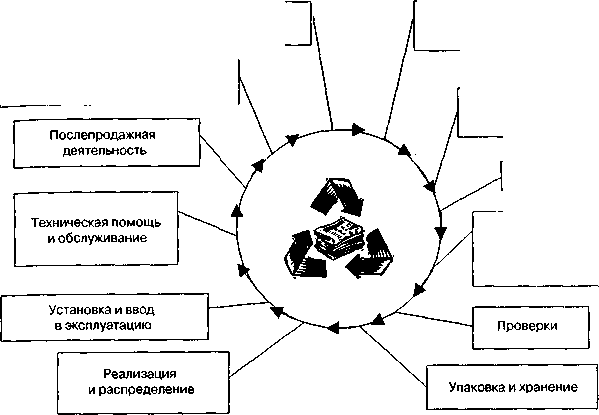 Послепродажная
деятельность
Техническая помощь
и обслуживание
Установка и ввод
в эксплуатацию
Реализация
и распределение
Упаковка и хранение
Проверки